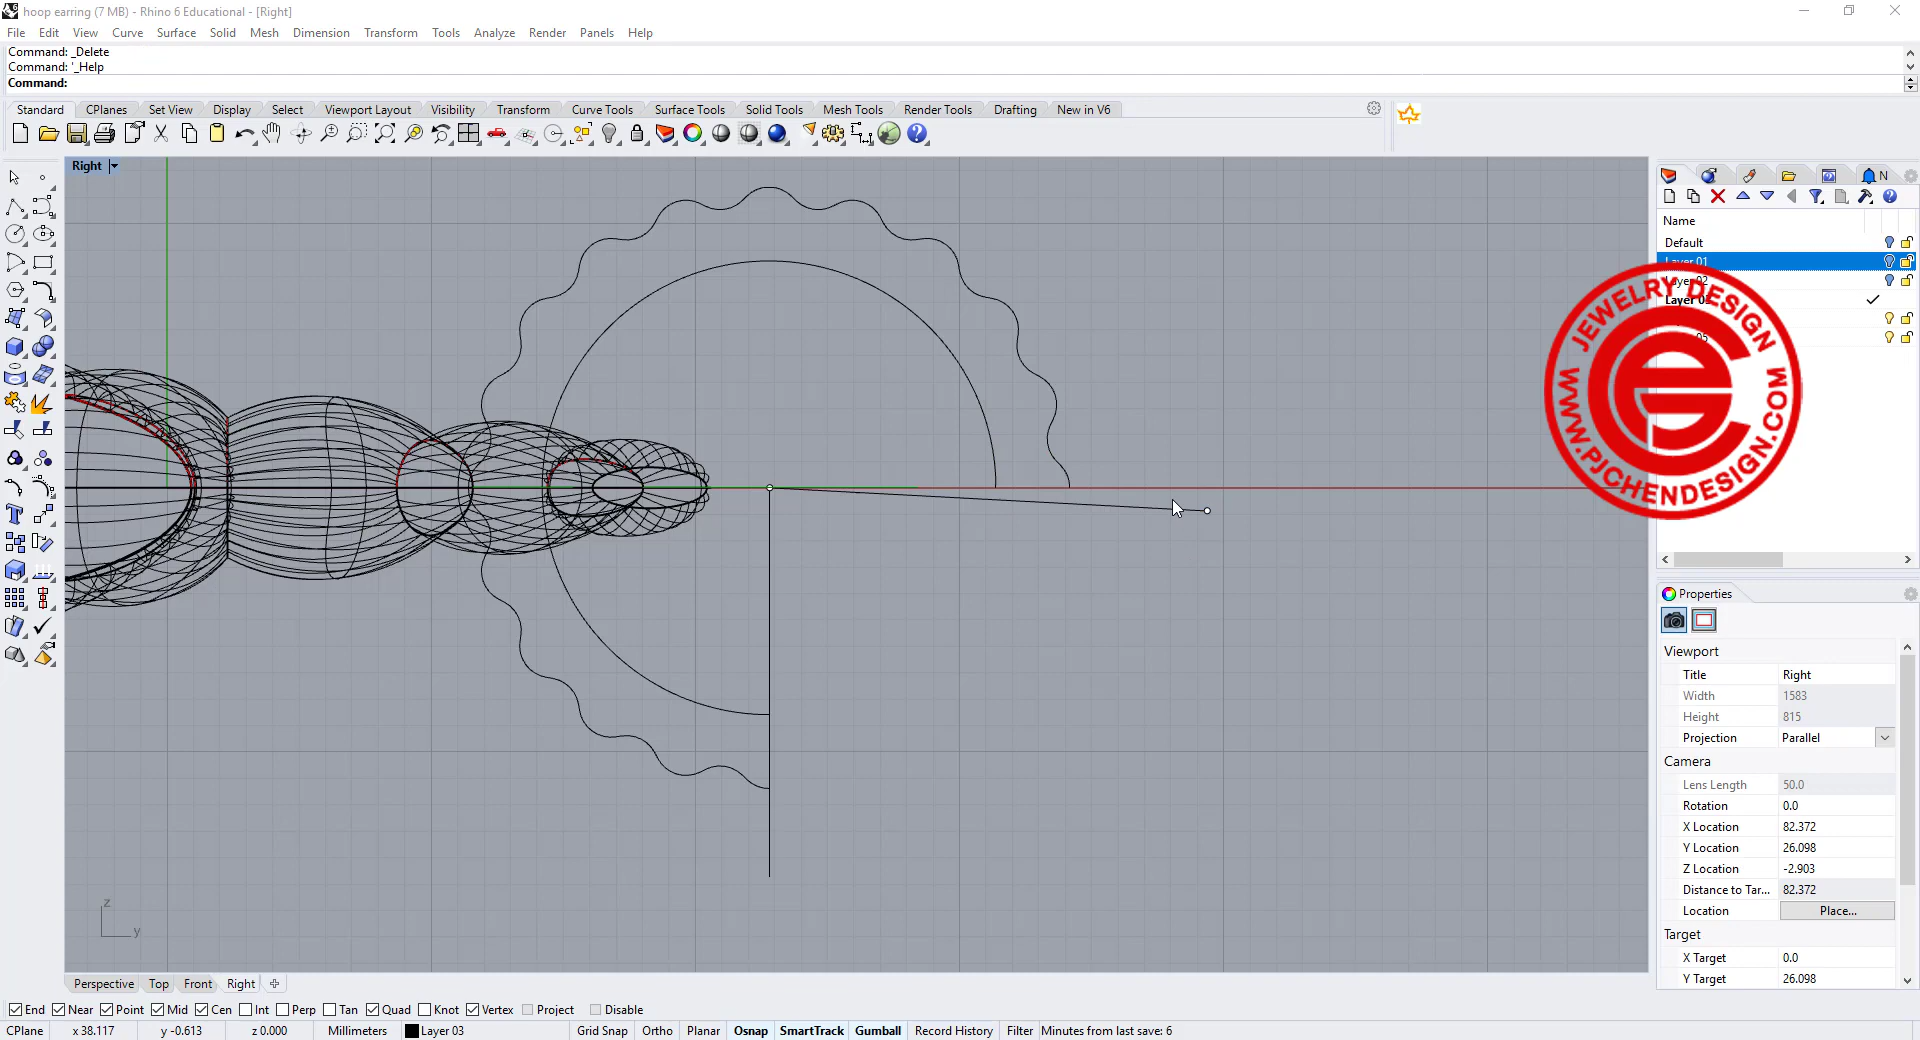 hoop earring (7 MB) - Rhino 6 Educational - [Right]
File Edit View Curve Surface Solid Mesh Dimension Transform Tools Analyze Render Panels Help
Command: _Delete
Command: '_Help
Command:
Standard CPlanes Set View Display Select Viewport Layout Visibility Transform Curve Tools Surface Tools Solid Tools Mesh Tools Render Tools Drafting New in V6
Right
N
Name
Default
Layer 01
Layer 02
Layer 03
05
JEWELRY DESIGN
WWW.PJCHENDESIGN.COM
Properties
Viewport
Title Right
Width 1583
Height 815
Projection Parallel
Camera
Lens Length 50.0
Rotation 0.0
X Location 82.372
Y Location 26.098
Z Location -2.903
Distance to Tar... 82.372
Location Place...
Target
X Target 0.0
Y Target 26.098
z
y
Perspective Top Front Right
End Near Point Mid Cen Int Perp Tan Quad Knot Vertex Project Disable
CPlane x 38.117 y -0.613 z 0.000 Millimeters Layer 03 Grid Snap Ortho Planar Osnap SmartTrack Gumball Record History Filter Minutes from last save: 6